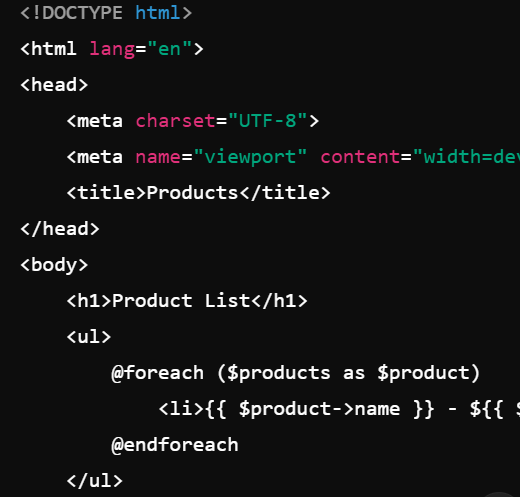 <!DOCTYPE html>
<html lang="en">
<head>
    <meta charset="UTF-8">
    <meta name="viewport" content="width=dev
    <title>Products</title>
</head>
<body>
    <h1>Product List</h1>
    <ul>
        @foreach ($products as $product)
            <li>{{ $product->name }} - ${{ $
        @endforeach
    </ul>